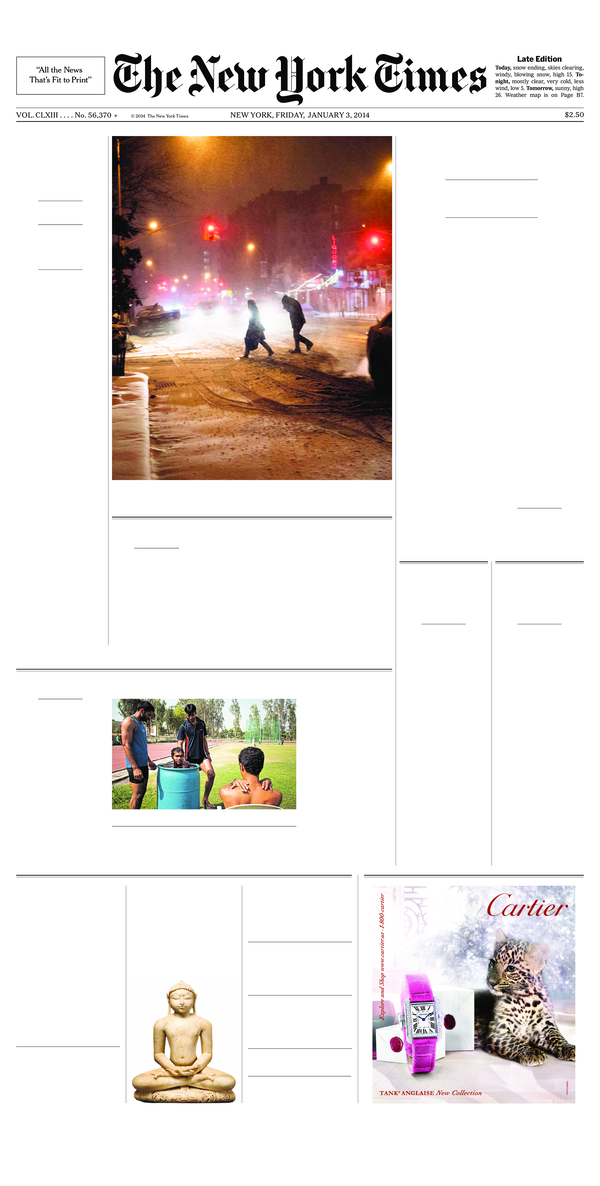 "All the News
That's Fit to Print"
The New York Times
Late Edition
Today, snow ending, skies clearing,
windy, blowing snow, high 15. To-
night, mostly clear, very cold, less
wind, low 5. Tomorrow, sunny, high
26. Weather map is on Page B7.
VOL. CLXIII . . . . No. 56,370 +
© 2014 The New York Times
NEW YORK, FRIDAY, JANUARY 3, 2014
$2.50
LIQUORS
Cartier
Explore and Shop www.cartier.us - 1-800-cartier
TANK* ANGLAISE New Collection